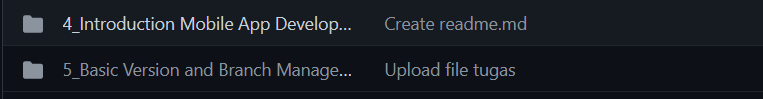 4_Introduction Mobile App Develop... Create readme.md
5_Basic Version and Branch Manage... Upload file tugas